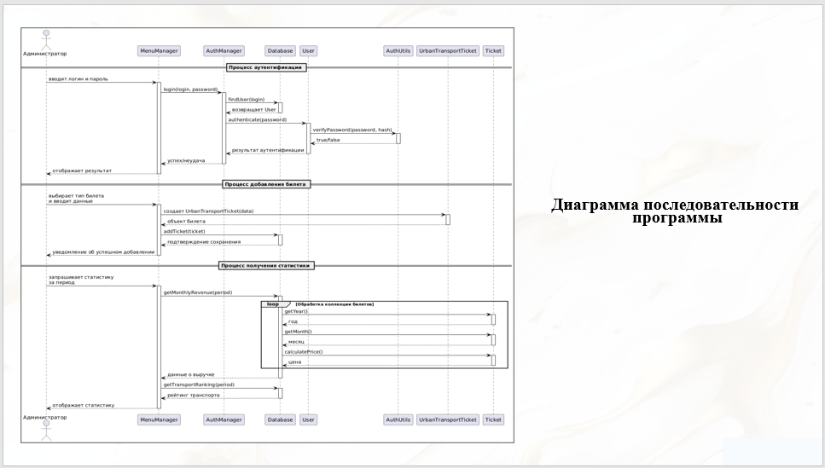 Администратор
MenuManager AuthManager Database User AuthUtils UrbanTransportTicket Ticket
Процесс аутентификации
вводит логин и пароль
login(login, password)
findUser(login)
возвращает User
authenticate(password)
verifyPassword(password, hash)
true/false
результат аутентификации
успех/неудача
отображает результат
Процесс добавления билета
выбирает тип билета
и вводит данные
создает UrbanTransportTicket(data)
объект билета
addTicket(ticket)
подтверждение сохранения
уведомление об успешном добавлении
Процесс получения статистики
запрашивает статистику
за период
getMonthlyRevenue(period)
loop [Обработка коллекции билетов]
getYear()
год
getMonth()
месяц
calculatePrice()
цена
данные о выручке
getTransportRanking(period)
рейтинг транспорта
отображает статистику
Администратор
MenuManager AuthManager Database User AuthUtils UrbanTransportTicket Ticket
Диаграмма последовательности
программы